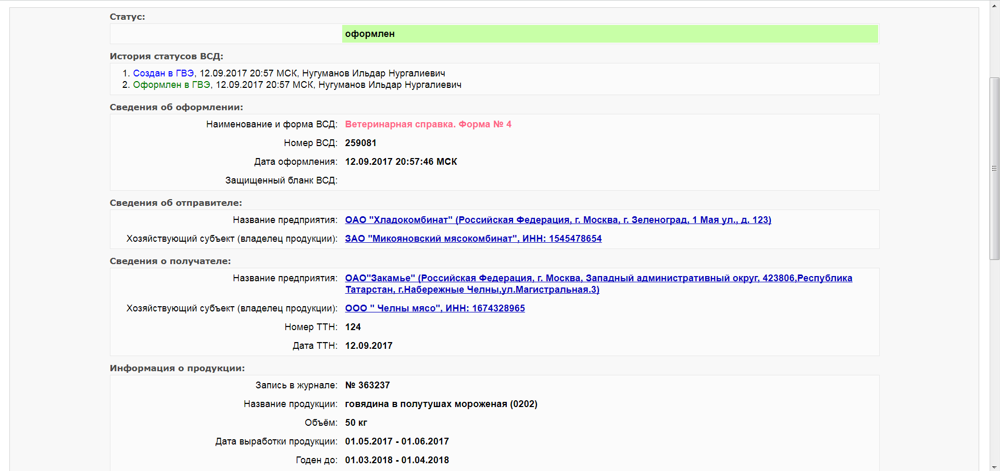 Статус:
оформлен
История статусов ВСД:
1. Создан в ГВЭ, 12.09.2017 20:57 МСК, Нугуманов Ильдар Нургалиевич
2. Оформлен в ГВЭ, 12.09.2017 20:57 МСК, Нугуманов Ильдар Нургалиевич
Сведения об оформлении:
Наименование и форма ВСД: Ветеринарная справка. Форма № 4
Номер ВСД: 259081
Дата оформления: 12.09.2017 20:57:46 МСК
Защищенный бланк ВСД:
Сведения об отправителе:
Название предприятия: ОАО "Хладокомбинат" (Российская Федерация, г. Москва, г. Зеленоград, 1 Мая ул., д. 123)
Хозяйствующий субъект (владелец продукции): ЗАО "Микояновский мясокомбинат", ИНН: 1545478654
Сведения о получателе:
Название предприятия: ОАО"Закамье" (Российская Федерация, г. Москва, Западный административный округ, 423806,Республика
Татарстан, г.Набережные Челны,ул.Магистральная.3)
Хозяйствующий субъект (владелец продукции): ООО " Челны мясо", ИНН: 1674328965
Номер ТТН: 124
Дата ТТН: 12.09.2017
Информация о продукции:
Запись в журнале: № 363237
Название продукции: говядина в полутушах мороженая (0202)
Объём: 50 кг
Дата выработки продукции: 01.05.2017 - 01.06.2017
Годен до: 01.03.2018 - 01.04.2018